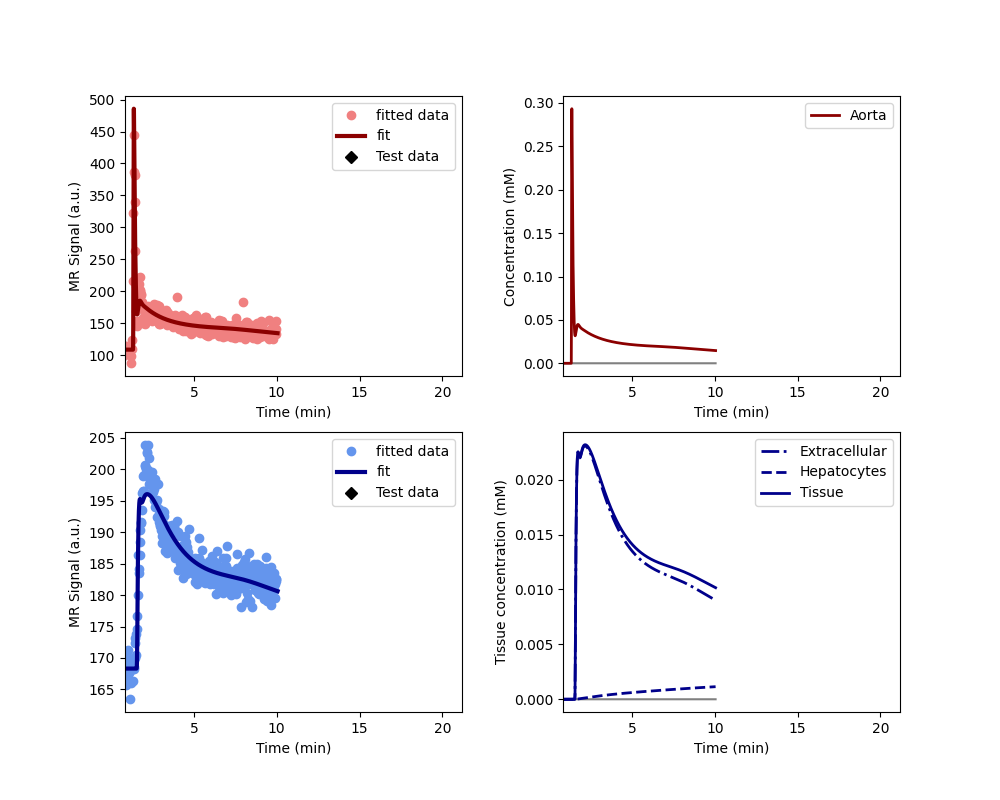 500
450
400
350
300
250
200
150
100
MR Signal (a.u.)
fitted data
fit
Test data
5 10 15 20
Time (min)
0.30
0.25
0.20
0.15
0.10
0.05
0.00
Concentration (mM)
Aorta
5 10 15 20
Time (min)
205
200
195
190
185
180
175
170
165
MR Signal (a.u.)
fitted data
fit
Test data
5 10 15 20
Time (min)
0.020
0.015
0.010
0.005
0.000
Tissue concentration (mM)
Extracellular
Hepatocytes
Tissue
5 10 15 20
Time (min)